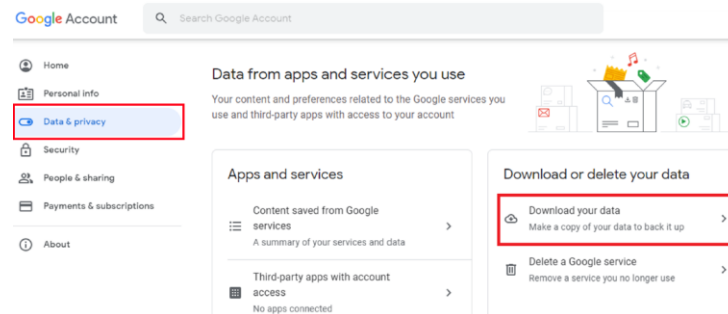 Google Account
Search Google Account
Home
Personal info
Data & privacy
Security
People & sharing
Payments & subscriptions
About
Data from apps and services you use
Your content and preferences related to the Google services you
use and third-party apps with access to your account
Apps and services
Content saved from Google
services
A summary of your services and data
Third-party apps with account
access
No apps connected
Download or delete your data
Download your data
Make a copy of your data to back it up
Delete a Google service
Remove a service you no longer use